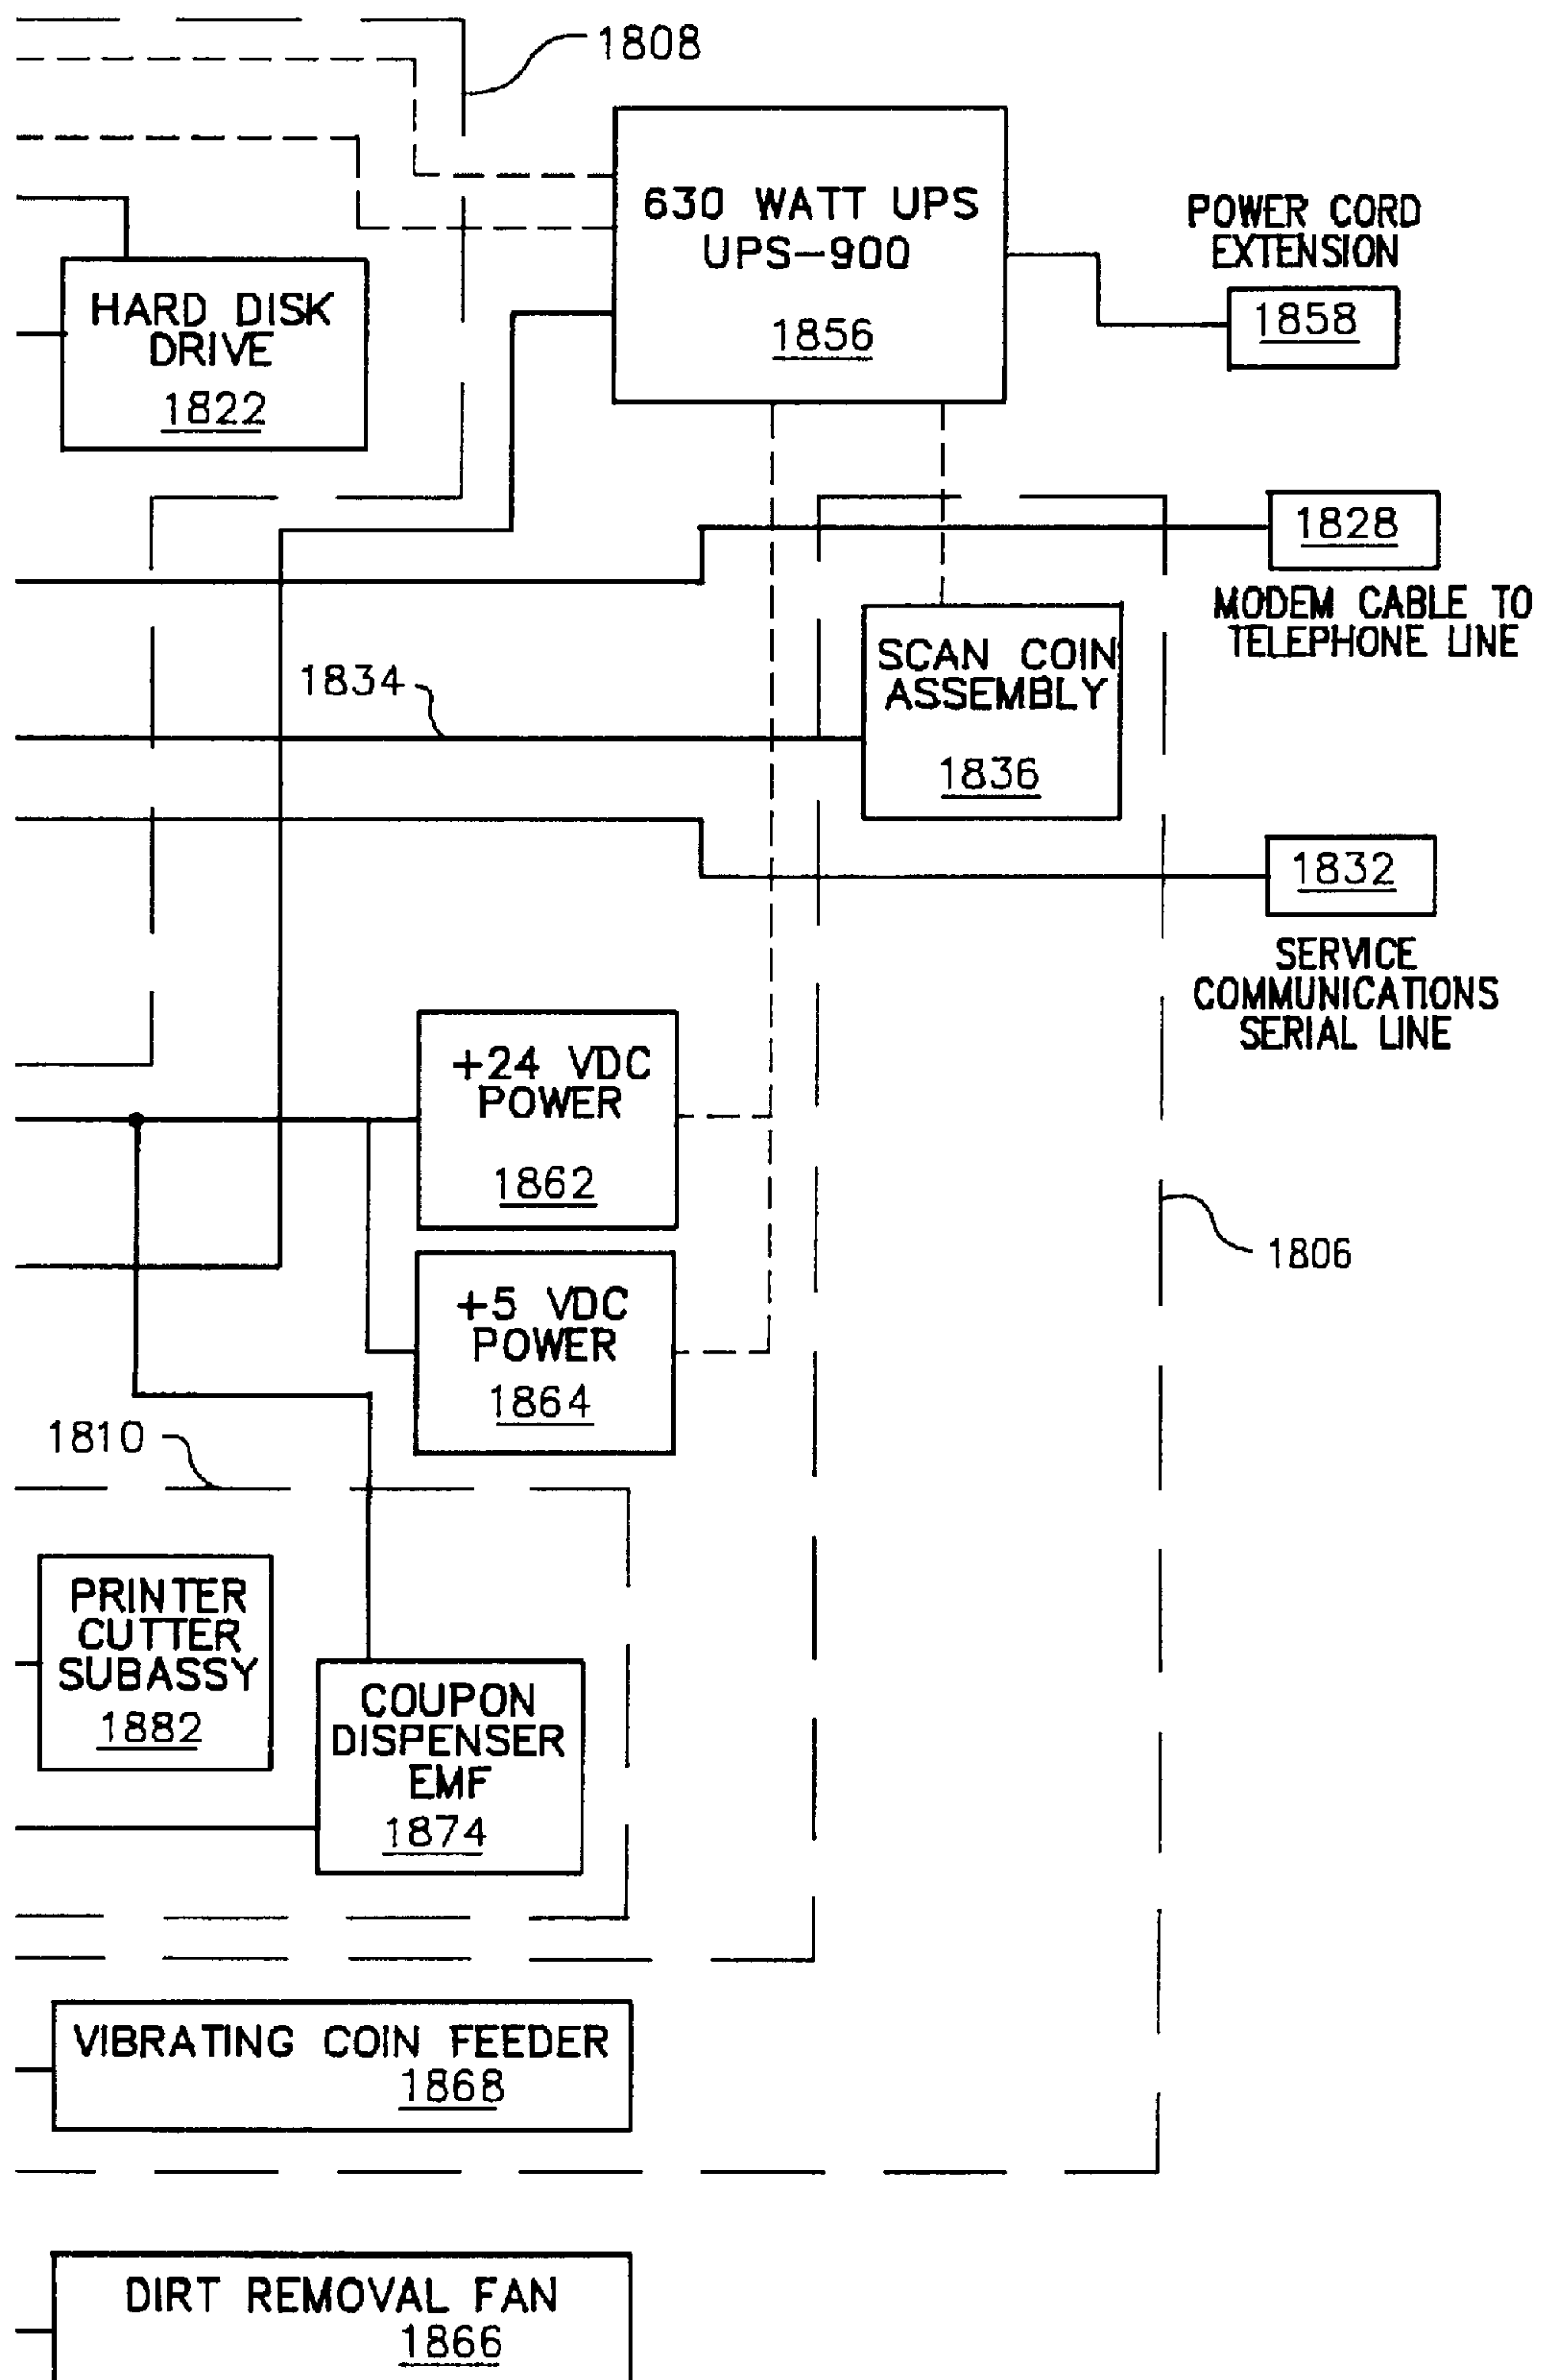 1808
630 WATT UPS
UPS-900
1856
POWER CORD
EXTENSION
1858
HARD DISK
DRIVE
1822
1828
MODEM CABLE TO
TELEPHONE LINE
1834
SCAN COIN
ASSEMBLY
1836
1832
SERVICE
COMMUNICATIONS
SERIAL LINE
+24 VDC
POWER
1862
1806
+5 VDC
POWER
1864
1810
PRINTER
CUTTER
SUBASSY
1882
COUPON
DISPENSER
EMF
1874
VIBRATING COIN FEEDER
1868
DIRT REMOVAL FAN
1866